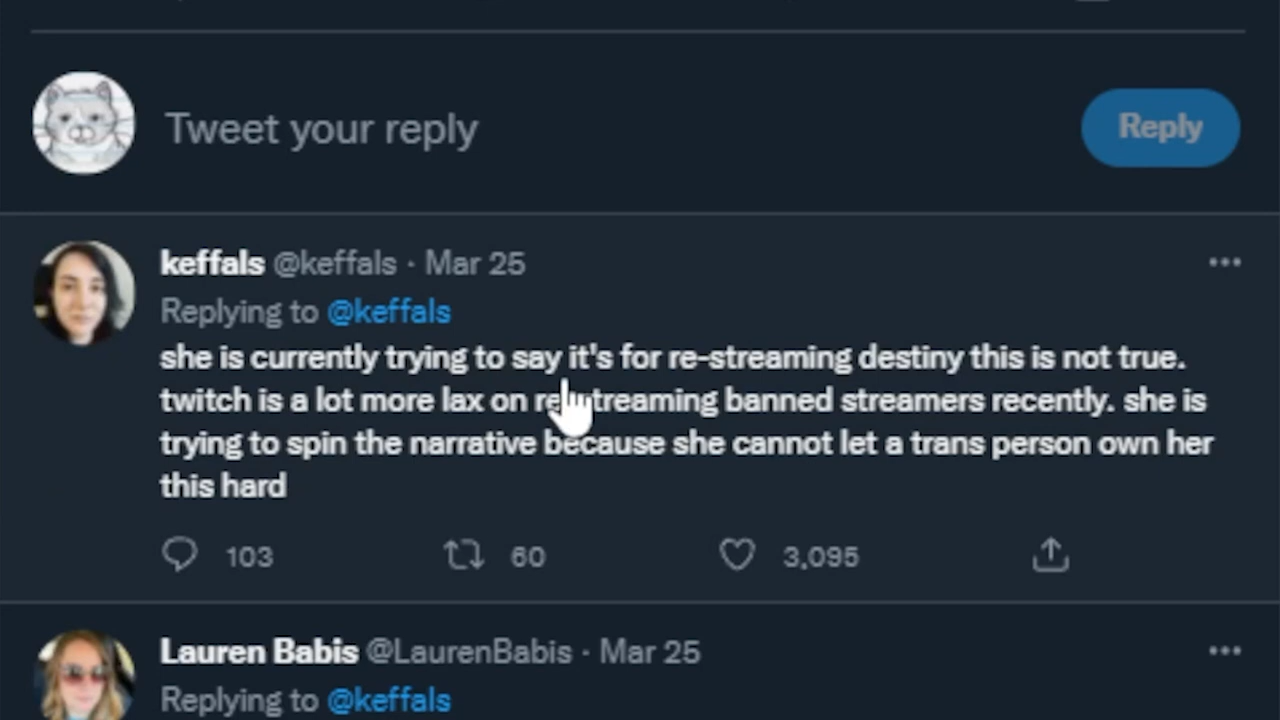 Tweet your reply
Reply
keffals @keffals · Mar 25
Replying to @keffals
she is currently trying to say it's for re-streaming destiny this is not true.
twitch is a lot more lax on streaming banned streamers recently. she is
trying to spin the narrative because she cannot let a trans person own her
this hard
103 60 3,095
Lauren Babis @LaurenBabis · Mar 25
Replying to @keffals